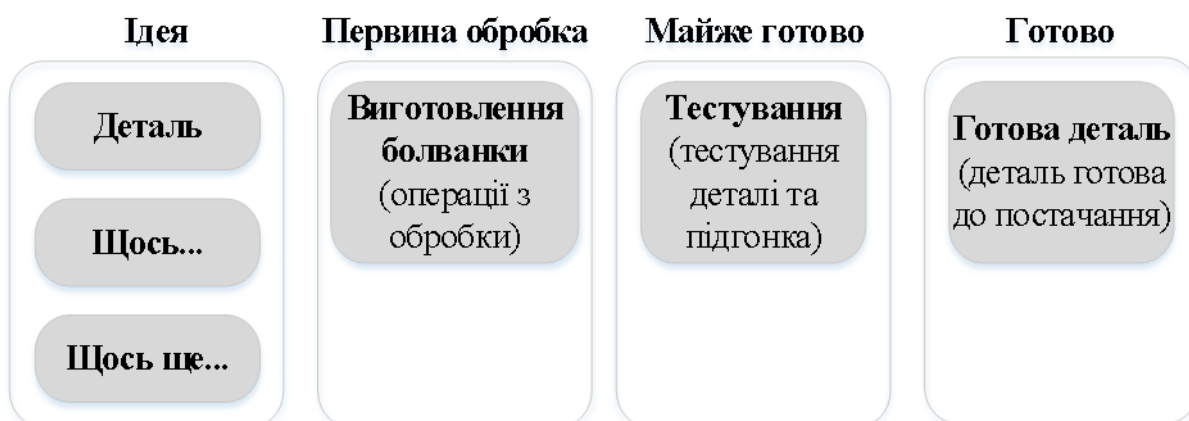 Ідея
Деталь
Щось...
Щось ще...
Первина обробка
Виготовлення
болванки
(операції з
обробки)
Майже готово
Тестування
(тестування
деталі та
підгонка)
Готово
Готова деталь
(деталь готова
до постачання)